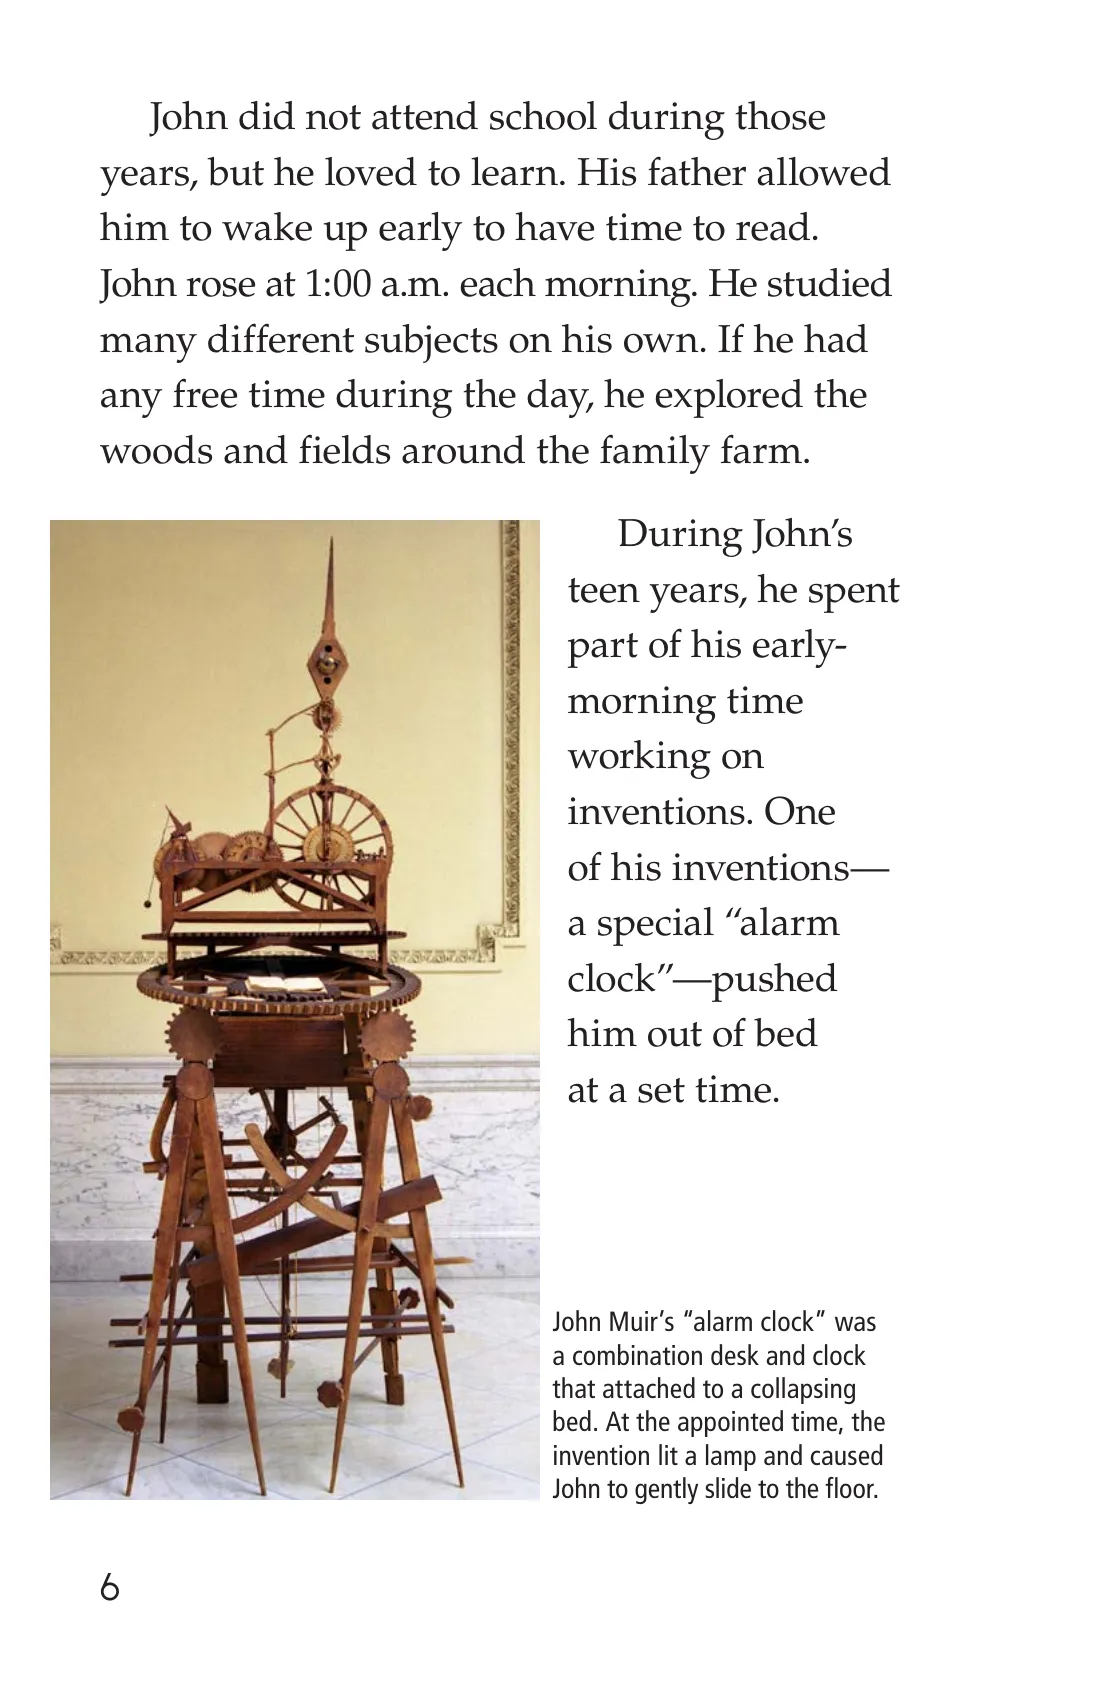 John did not attend school during those
years, but he loved to learn. His father allowed
him to wake up early to have time to read.
John rose at 1:00 a.m. each morning. He studied
many different subjects on his own. If he had
any free time during the day, he explored the
woods and fields around the family farm.
During John’s
teen years, he spent
part of his early-
morning time
working on
inventions. One
of his inventions—
a special “alarm
clock”—pushed
him out of bed
at a set time.
John Muir’s “alarm clock” was
a combination desk and clock
that attached to a collapsing
bed. At the appointed time, the
invention lit a lamp and caused
John to gently slide to the floor.
6